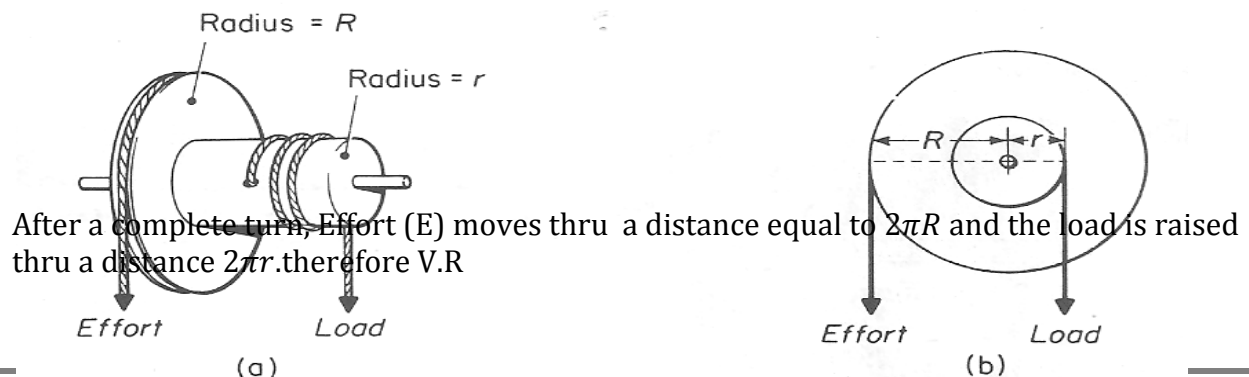 Radius = R
Radius = r
R
r
After a complete turn, Effort (E) moves thru a distance equal to 2𝜋R and the load is raised
thru a distance 2𝜋r.therefore V.R
Effort
Load
(a)
Effort
Load
(b)